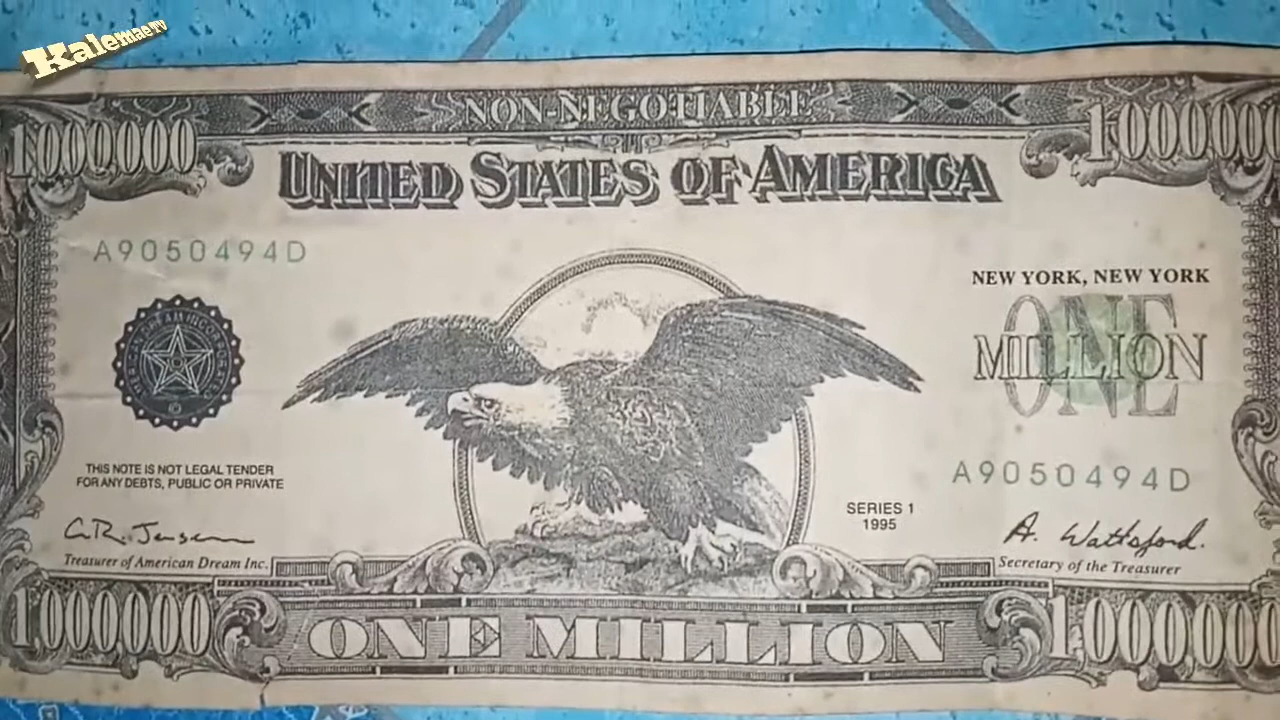 KalemaeTV
NON-NEGOTIABLE
1000000
1000000
UNITED STATES OF AMERICA
A9050494D
NEW YORK, NEW YORK
ONE
MILLION
THIS NOTE IS NOT LEGAL TENDER
FOR ANY DEBTS, PUBLIC OR PRIVATE
A9050494D
SERIES 1
1995
C.R. Jensen
A. Wattsford.
Treasurer of American Dream Inc.
Secretary of the Treasurer
1000000
ONE MILLION
1000000